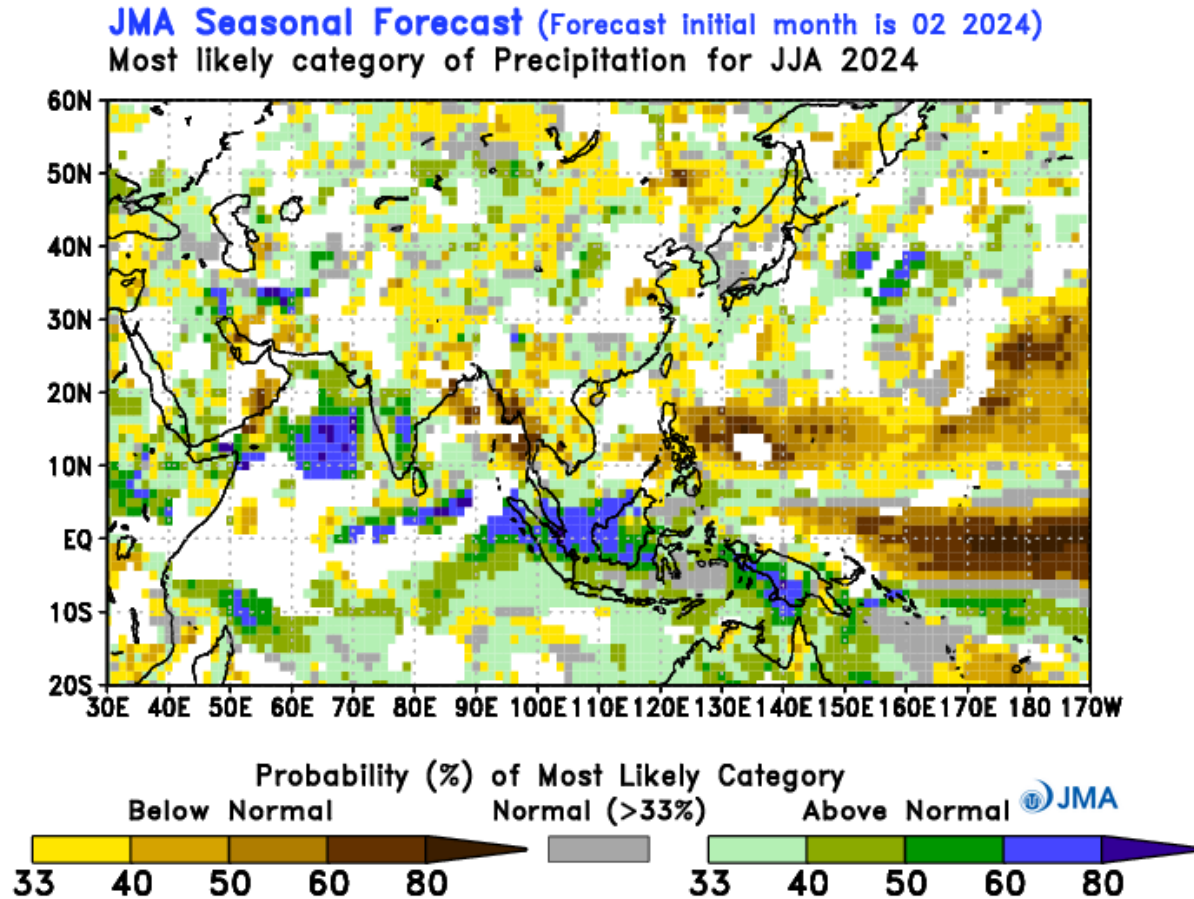 JMA Seasonal Forecast (Forecast initial month is 02 2024)
Most likely category of Precipitation for JJA 2024
60N
50N
40N
30N
20N
10N
EQ
10S
20S
30E 40E 50E 60E 70E 80E 90E 100E 110E 120E 130E 140E 150E 160E 170E 180 170W
Probability (%) of Most Likely Category
Below Normal Normal (>33%) Above Normal JMA
33 40 50 60 80 33 40 50 60 80